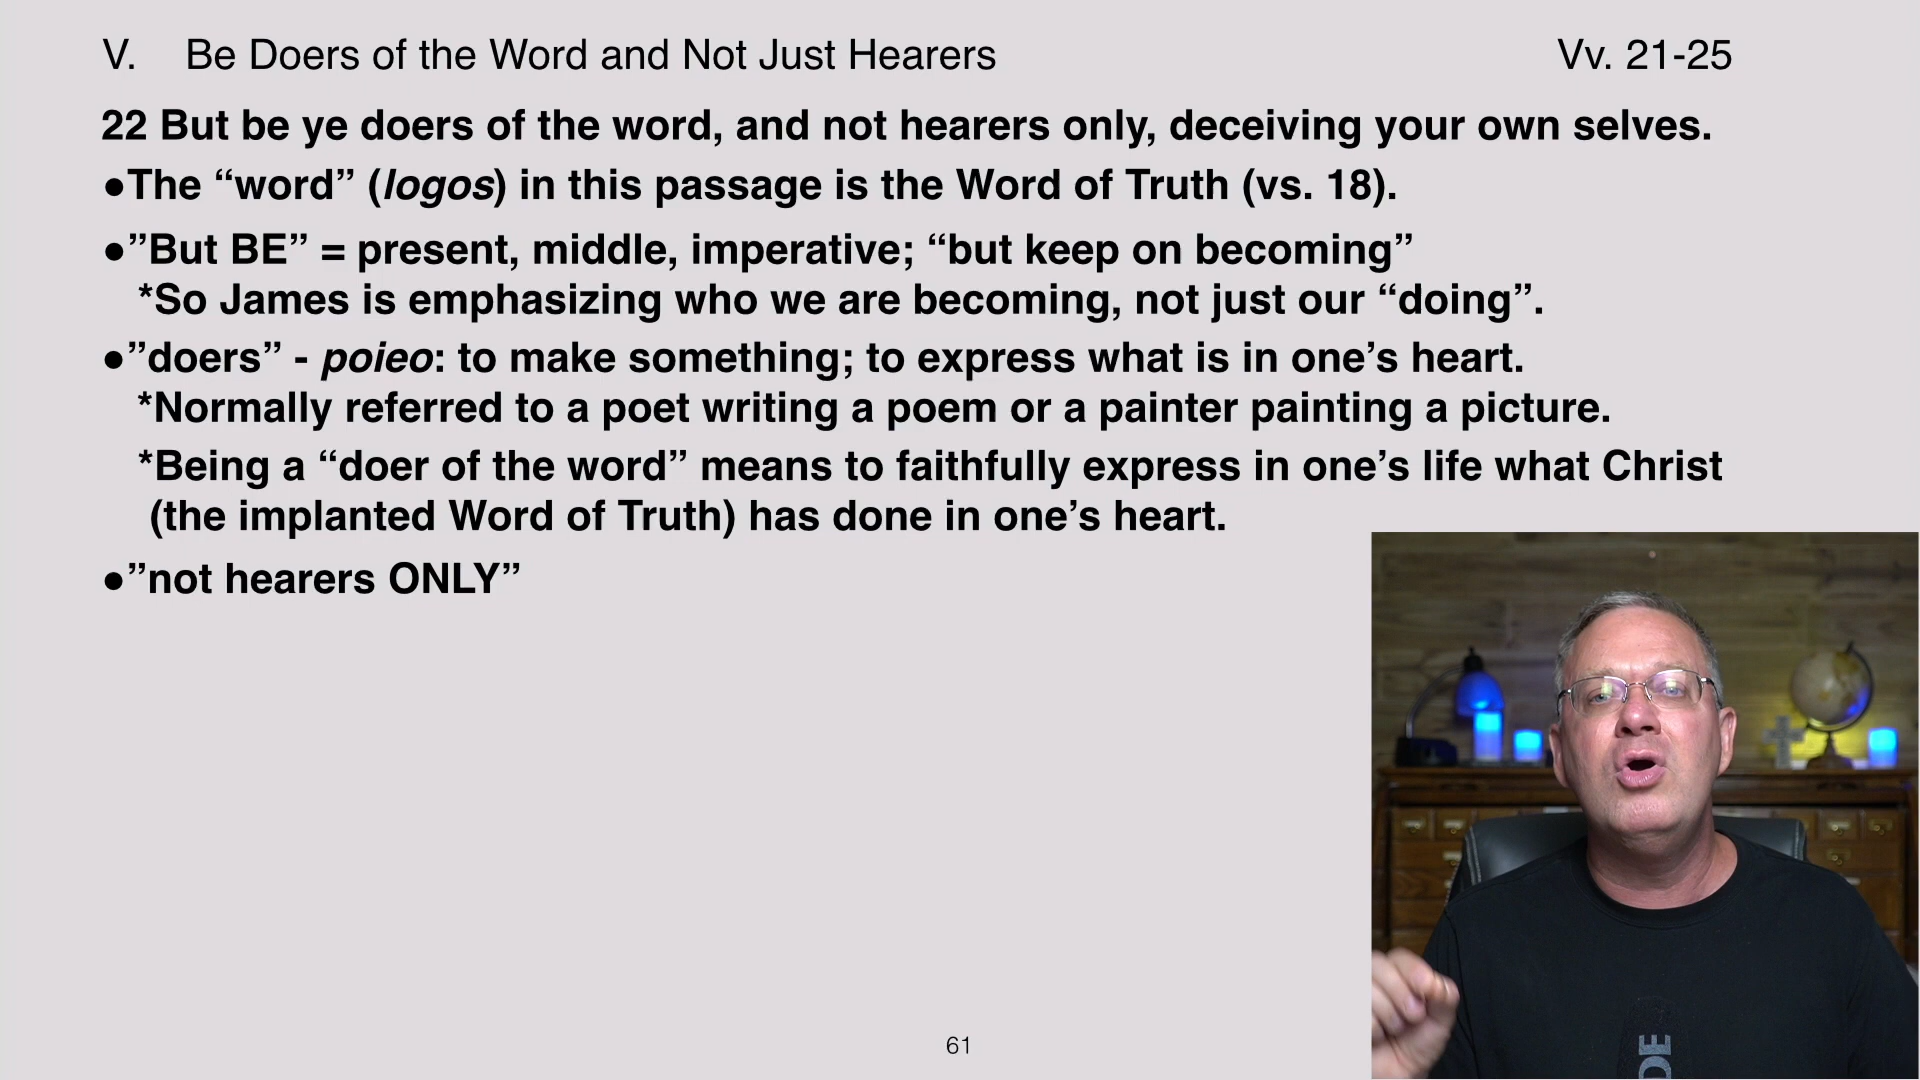 V. Be Doers of the Word and Not Just Hearers Vv. 21-25
22 But be ye doers of the word, and not hearers only, deceiving your own selves.
●The “word” (logos) in this passage is the Word of Truth (vs. 18).
●”But BE” = present, middle, imperative; “but keep on becoming”
*So James is emphasizing who we are becoming, not just our “doing”.
●”doers” - poieo: to make something; to express what is in one’s heart.
*Normally referred to a poet writing a poem or a painter painting a picture.
*Being a “doer of the word” means to faithfully express in one’s life what Christ
(the implanted Word of Truth) has done in one’s heart.
●”not hearers ONLY”
61
DE